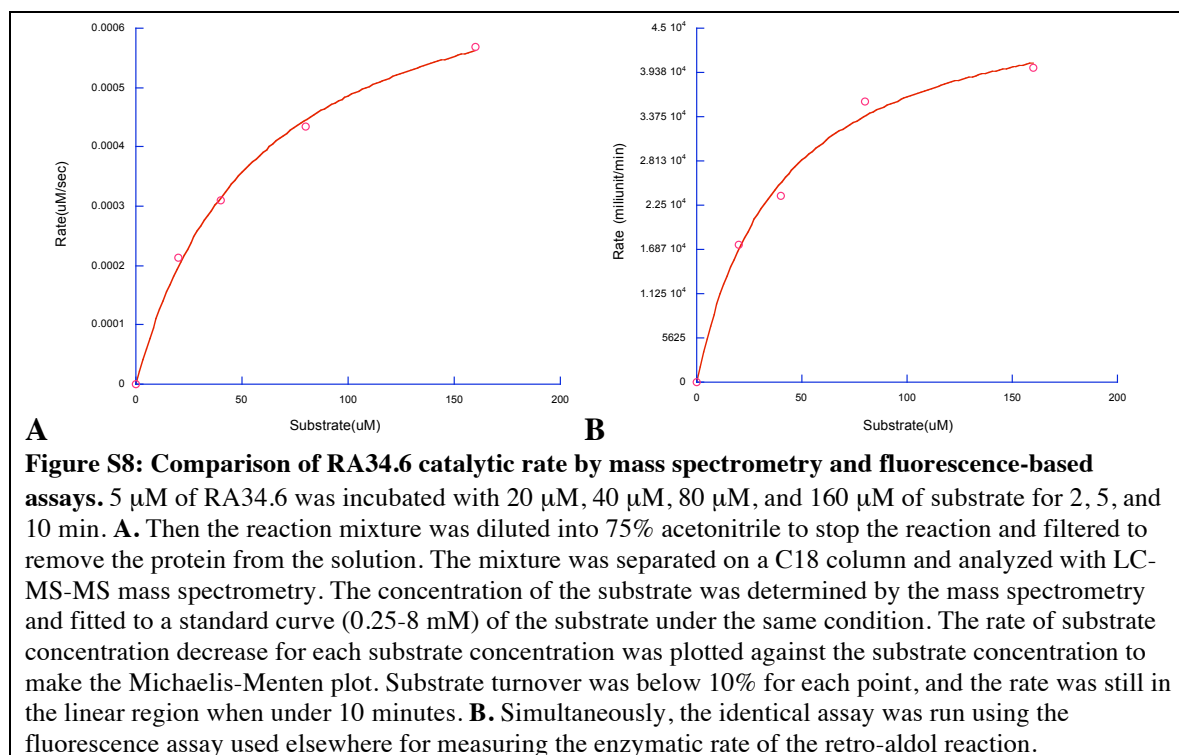 0.0006
0.0005
0.0004
0.0003
0.0002
0.0001
0
Rate(uM/sec)
0
50
100
150
200
Substrate(uM)
A
4.5 10⁴
3.938 10⁴
3.375 10⁴
2.813 10⁴
2.25 10⁴
1.687 10⁴
1.125 10⁴
5625
0
Rate (miliunit/min)
0
50
100
150
200
Substrate(uM)
B
Figure S8: Comparison of RA34.6 catalytic rate by mass spectrometry and fluorescence-based
assays. 5 μM of RA34.6 was incubated with 20 μM, 40 μM, 80 μM, and 160 μM of substrate for 2, 5, and
10 min. A. Then the reaction mixture was diluted into 75% acetonitrile to stop the reaction and filtered to
remove the protein from the solution. The mixture was separated on a C18 column and analyzed with LC-
MS-MS mass spectrometry. The concentration of the substrate was determined by the mass spectrometry
and fitted to a standard curve (0.25-8 mM) of the substrate under the same condition. The rate of substrate
concentration decrease for each substrate concentration was plotted against the substrate concentration to
make the Michaelis-Menten plot. Substrate turnover was below 10% for each point, and the rate was still in
the linear region when under 10 minutes. B. Simultaneously, the identical assay was run using the
fluorescence assay used elsewhere for measuring the enzymatic rate of the retro-aldol reaction.